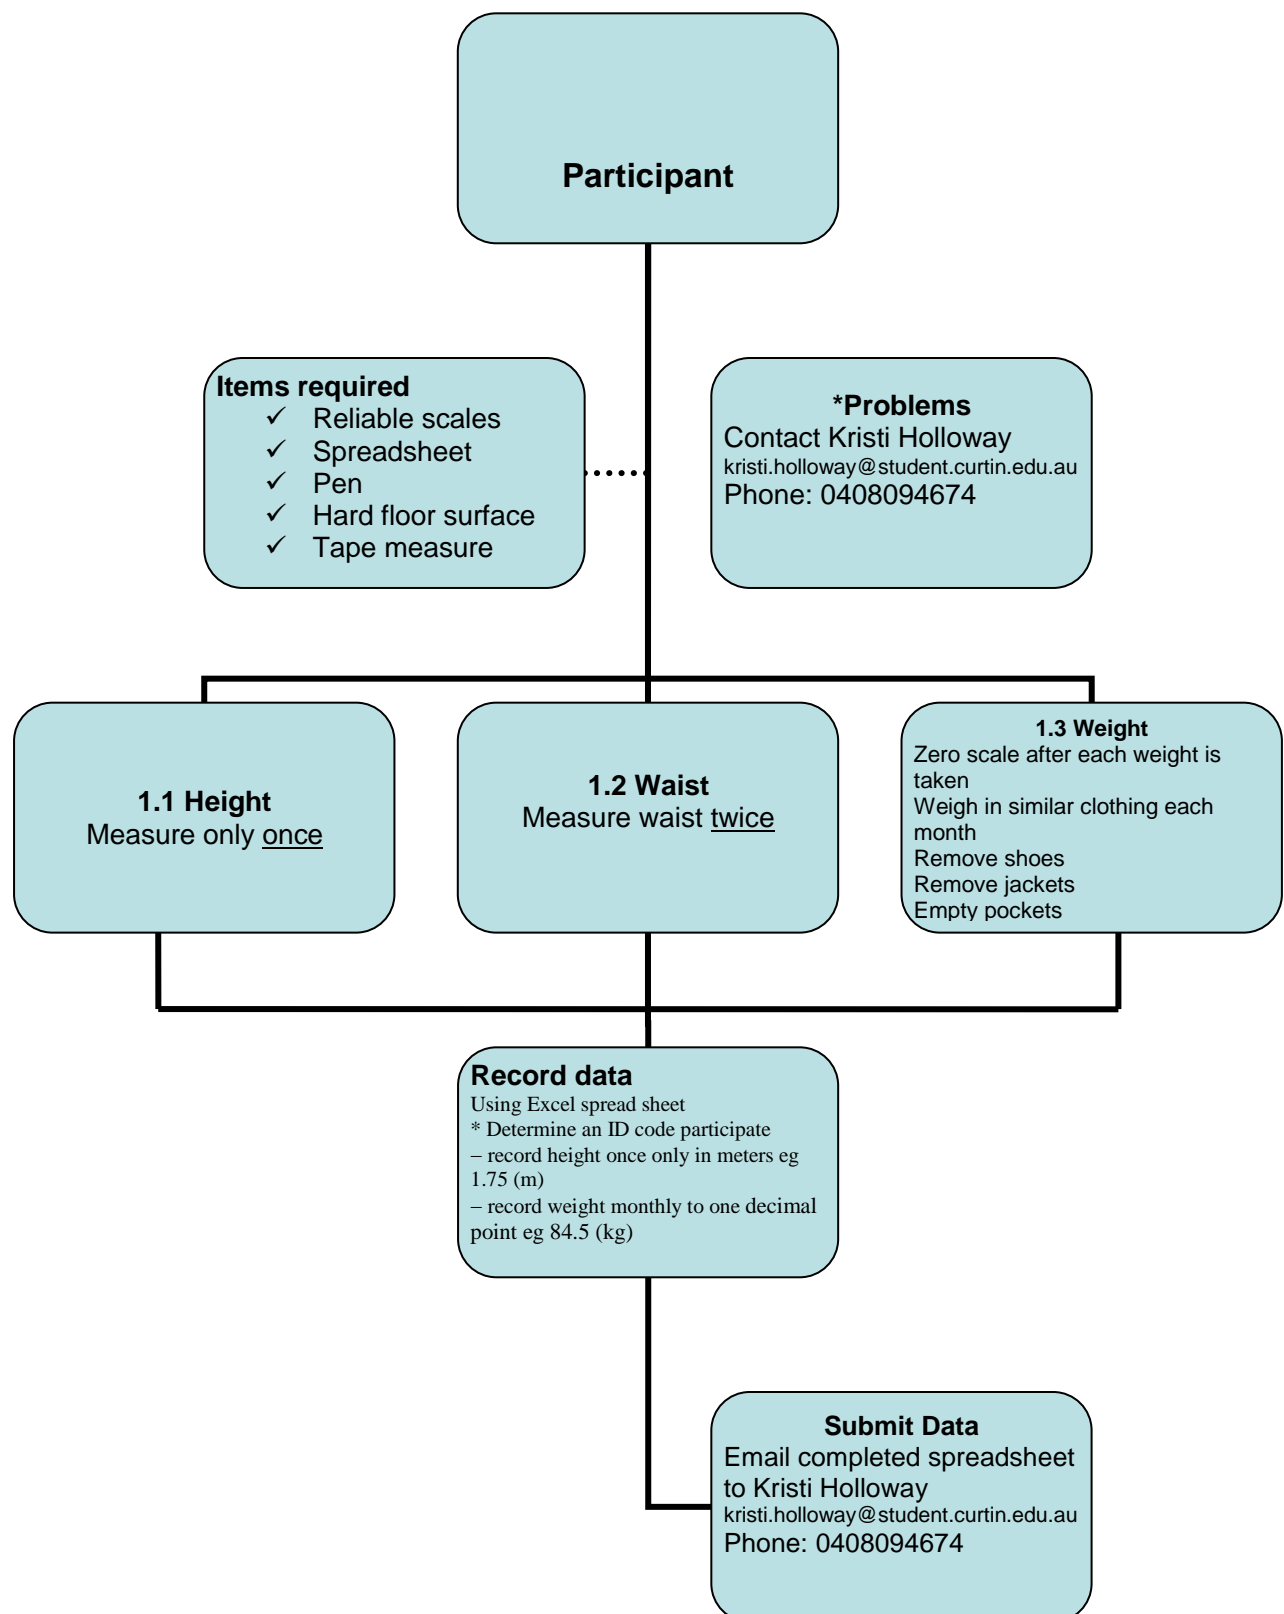 Participant
Items required
✓ Reliable scales
✓ Spreadsheet
✓ Pen
✓ Hard floor surface
✓ Tape measure
*Problems
Contact Kristi Holloway
kristi.holloway@student.curtin.edu.au
Phone: 0408094674
1.1 Height
Measure only once
1.2 Waist
Measure waist twice
1.3 Weight
Zero scale after each weight is
taken
Weigh in similar clothing each
month
Remove shoes
Remove jackets
Empty pockets
Record data
Using Excel spread sheet
* Determine an ID code participate
– record height once only in meters eg
1.75 (m)
– record weight monthly to one decimal
point eg 84.5 (kg)
Submit Data
Email completed spreadsheet
to Kristi Holloway
kristi.holloway@student.curtin.edu.au
Phone: 0408094674